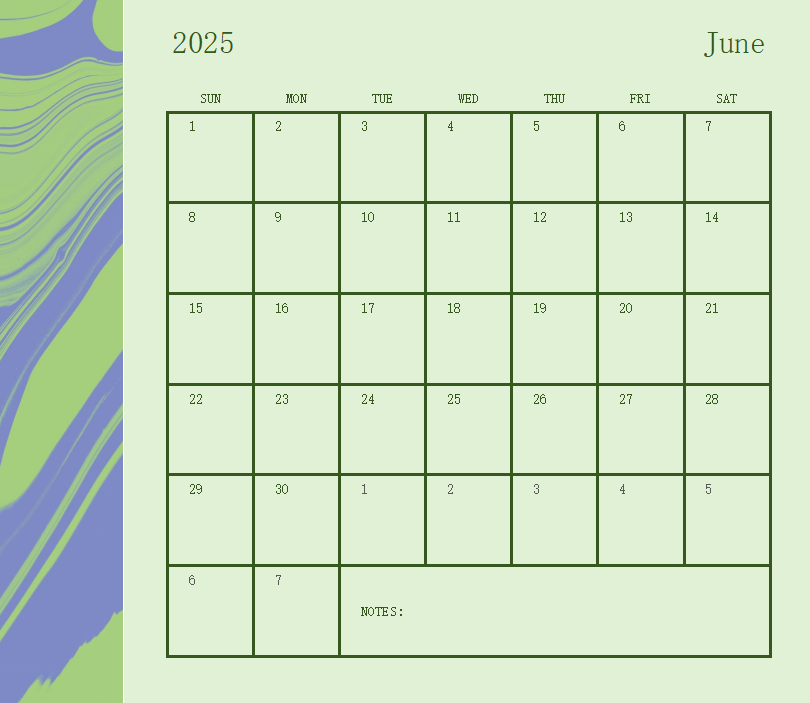 2025 June
SUN MON TUE WED THU FRI SAT
1 2 3 4 5 6 7
8 9 10 11 12 13 14
15 16 17 18 19 20 21
22 23 24 25 26 27 28
29 30 1 2 3 4 5
6 7
NOTES: